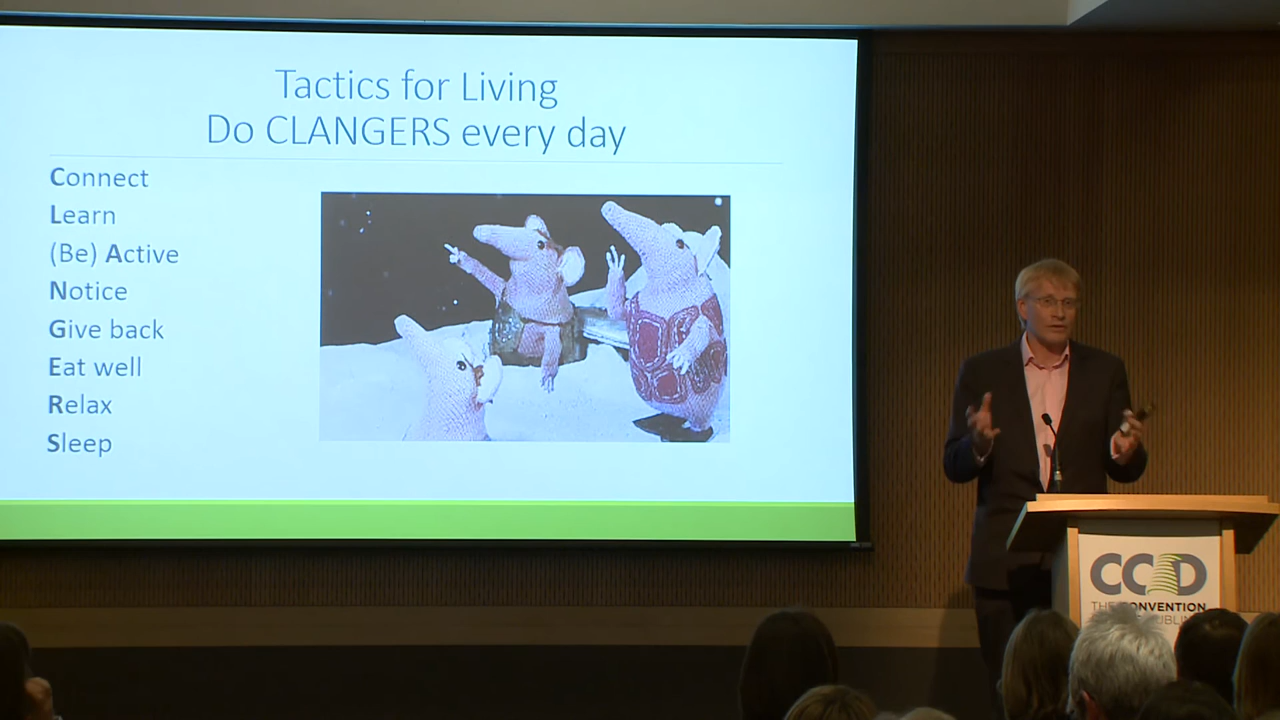 Tactics for Living
Do CLANGERS every day
Connect
Learn
(Be) Active
Notice
Give back
Eat well
Relax
Sleep
CCD
CONVENTION